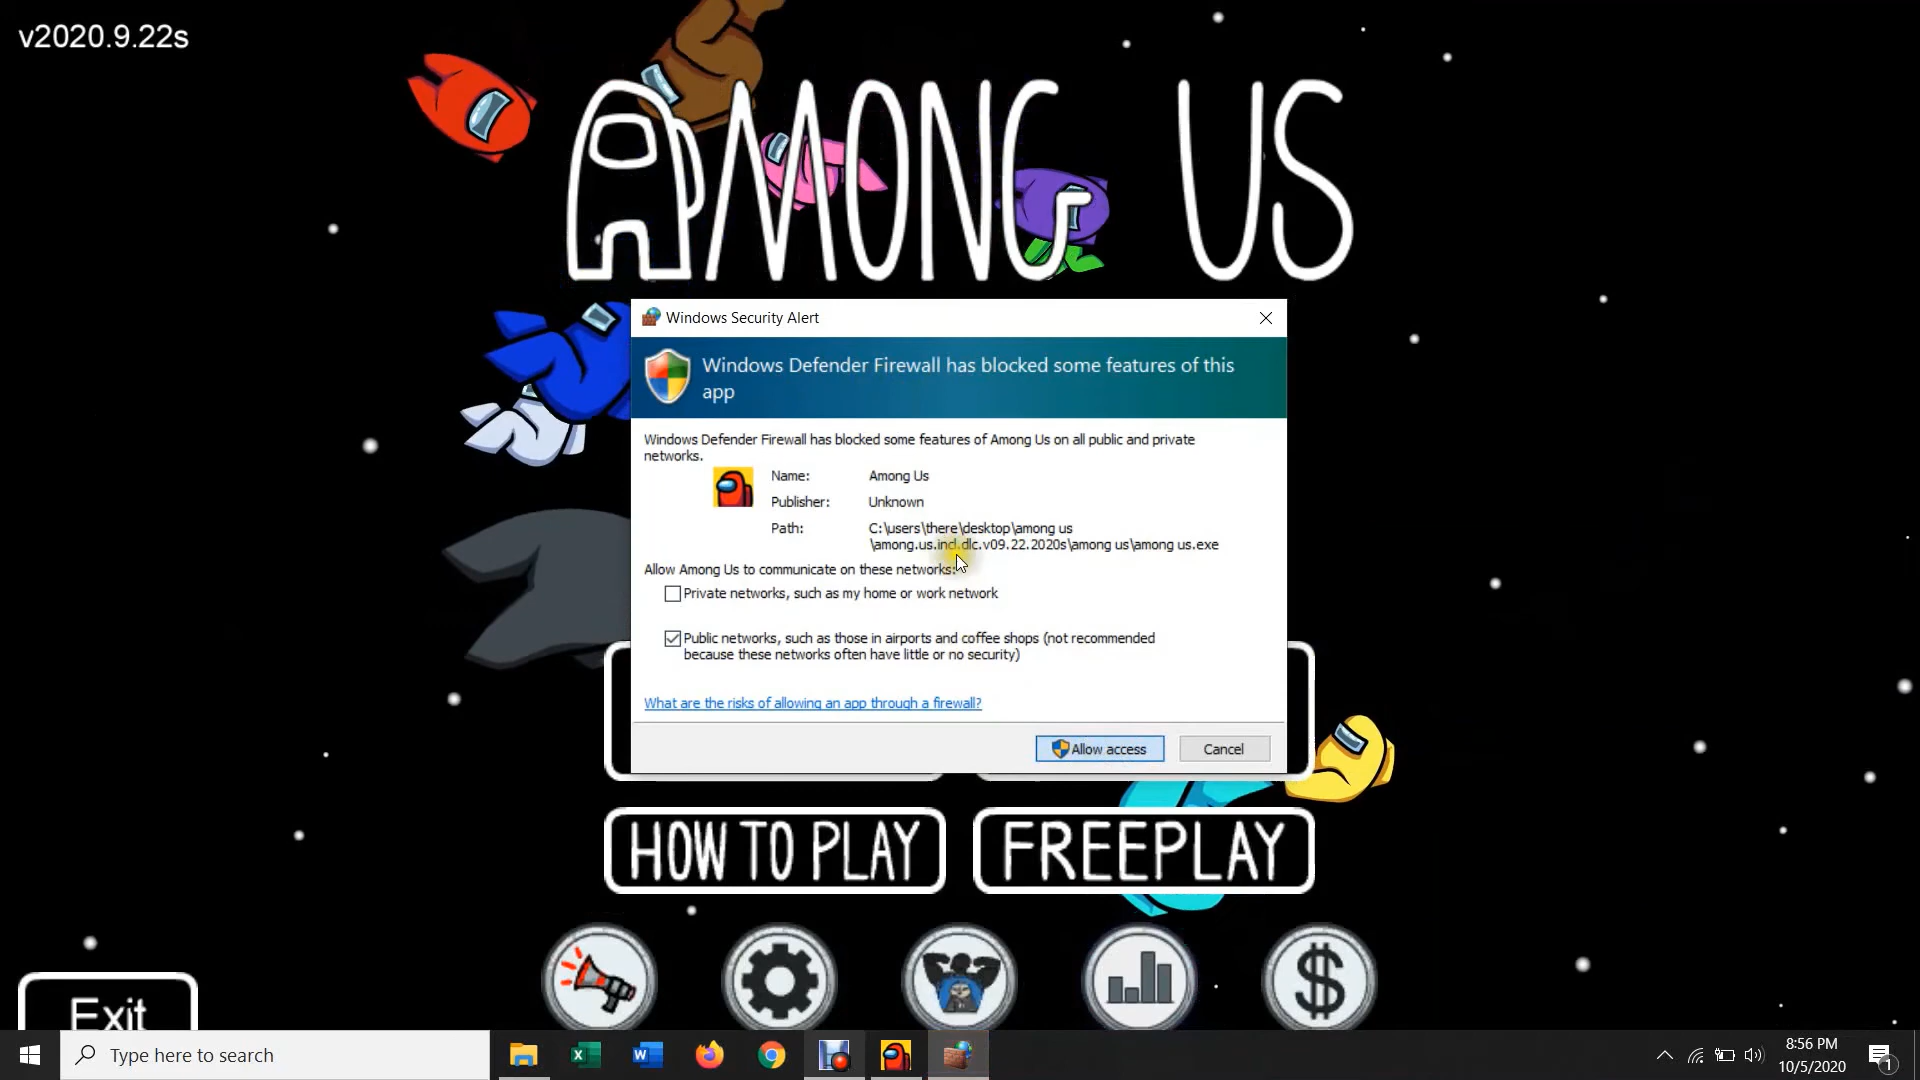 v2020.9.22s
AMONG US
Windows Security Alert
Windows Defender Firewall has blocked some features of this
app
Windows Defender Firewall has blocked some features of Among Us on all public and private
networks.
Name: Among Us
Publisher: Unknown
Path: C:\users\there\desktop\among us
\among.us.incl.dlc.v09.22.2020s\among us\among us.exe
Allow Among Us to communicate on these networks:
Private networks, such as my home or work network
Public networks, such as those in airports and coffee shops (not recommended
because these networks often have little or no security)
What are the risks of allowing an app through a firewall?
Allow access Cancel
HOW TO PLAY FREEPLAY
$
Exit
Type here to search
8:56 PM
10/5/2020
1